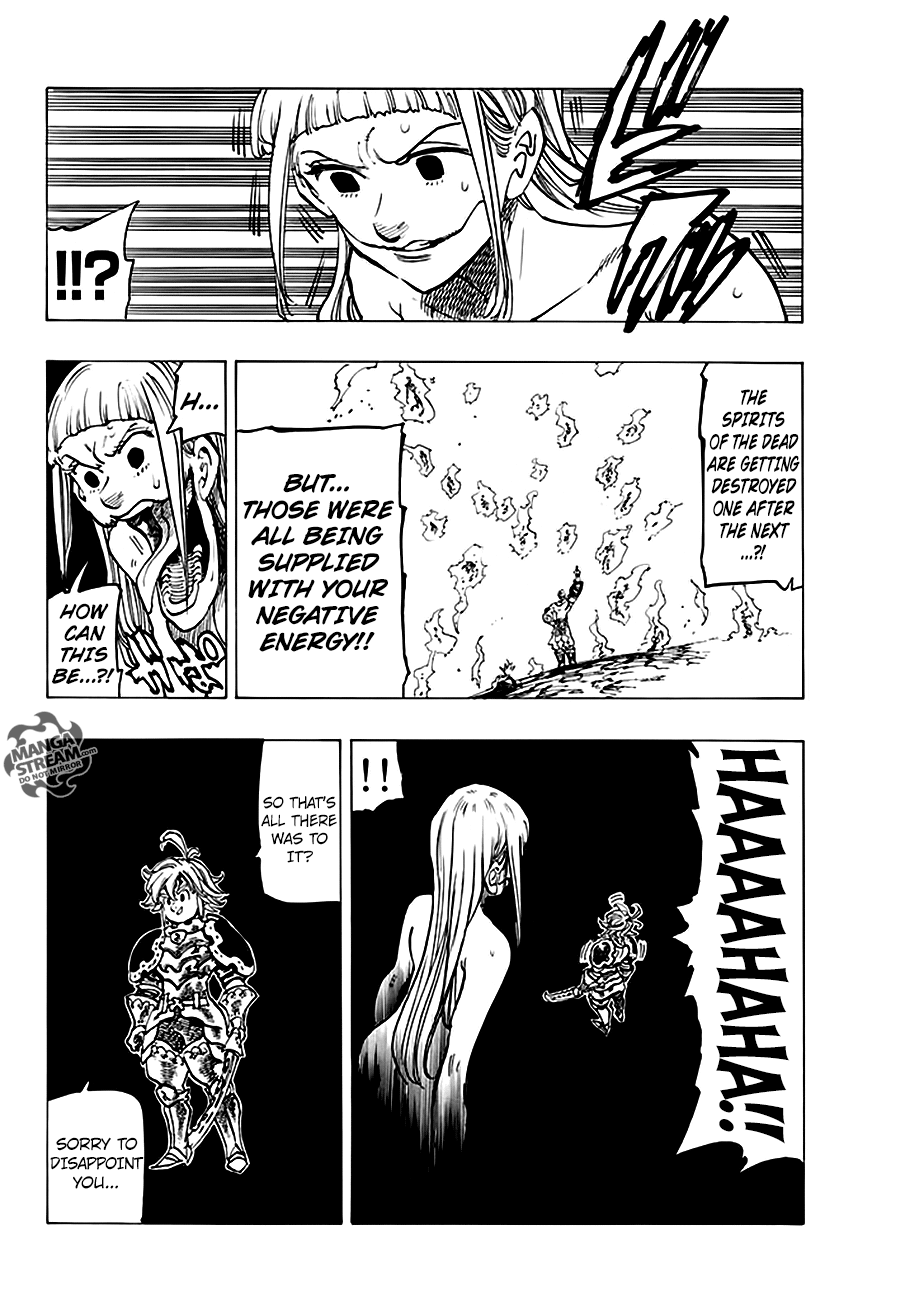 !!?
THE
SPIRITS
OF THE DEAD
ARE GETTING
DESTROYED
ONE AFTER
THE NEXT
...?!
BUT...
THOSE WERE
ALL BEING
SUPPLIED
WITH YOUR
NEGATIVE
ENERGY!!
H...
HOW
CAN
THIS
BE...?!
HAAAAHAHA!!
!!
SO THAT'S
ALL THERE
WAS TO
IT?
SORRY TO
DISAPPOINT
YOU...
MANGA
STREAM.com
DO NOT MIRROR